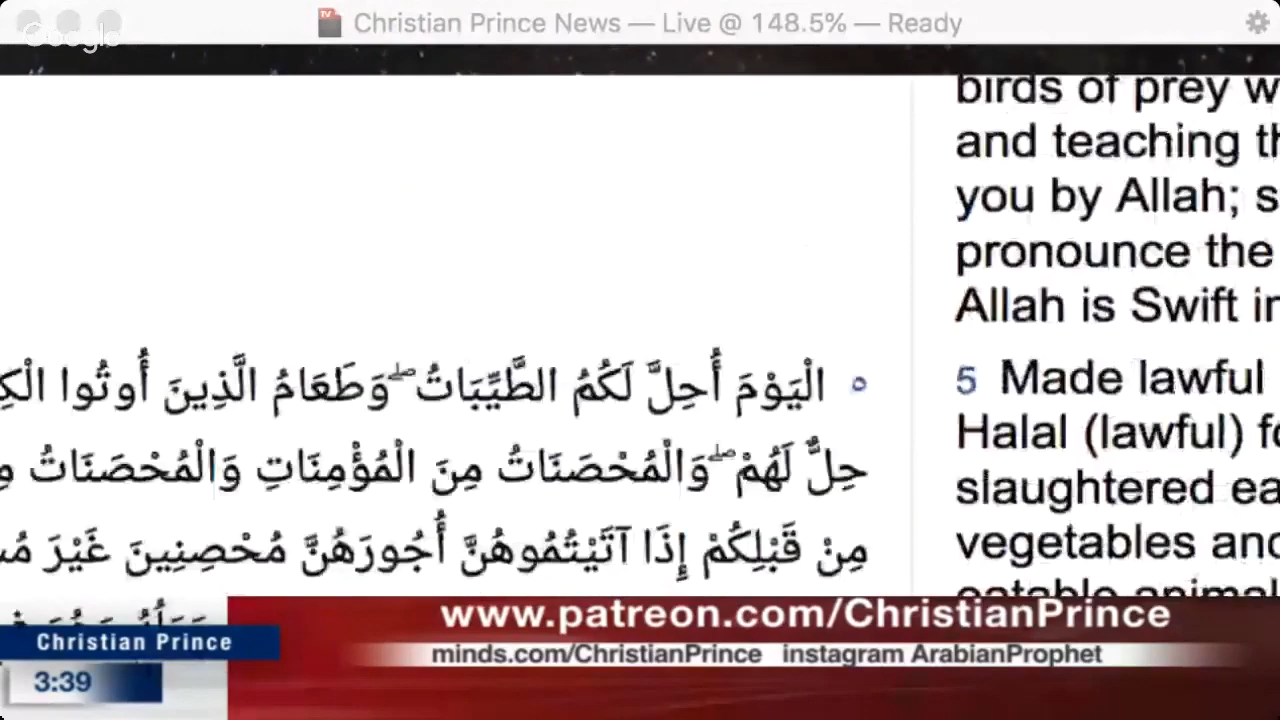 Google
Christian Prince News — Live @ 148.5% — Ready
birds of prey w
and teaching th
you by Allah; s
pronounce the
Allah is Swift in
٥ الْيَوْمَ أُحِلَّ لَكُمُ الطَّيِّبَاتُ ۖ وَطَعَامُ الَّذِينَ أُوتُوا الْكِ
حِلٌّ لَهُمْ ۖ وَالْمُحْصَنَاتُ مِنَ الْمُؤْمِنَاتِ وَالْمُحْصَنَاتُ مِ
مِنْ قَبْلِكُمْ إِذَا آتَيْتُمُوهُنَّ أُجُورَهُنَّ مُحْصِنِينَ غَيْرَ مُسَ
5 Made lawful
Halal (lawful) fo
slaughtered ea
vegetables and
eatable animal
www.patreon.com/ChristianPrince
Christian Prince
minds.com/ChristianPrince instagram ArabianProphet
3:39